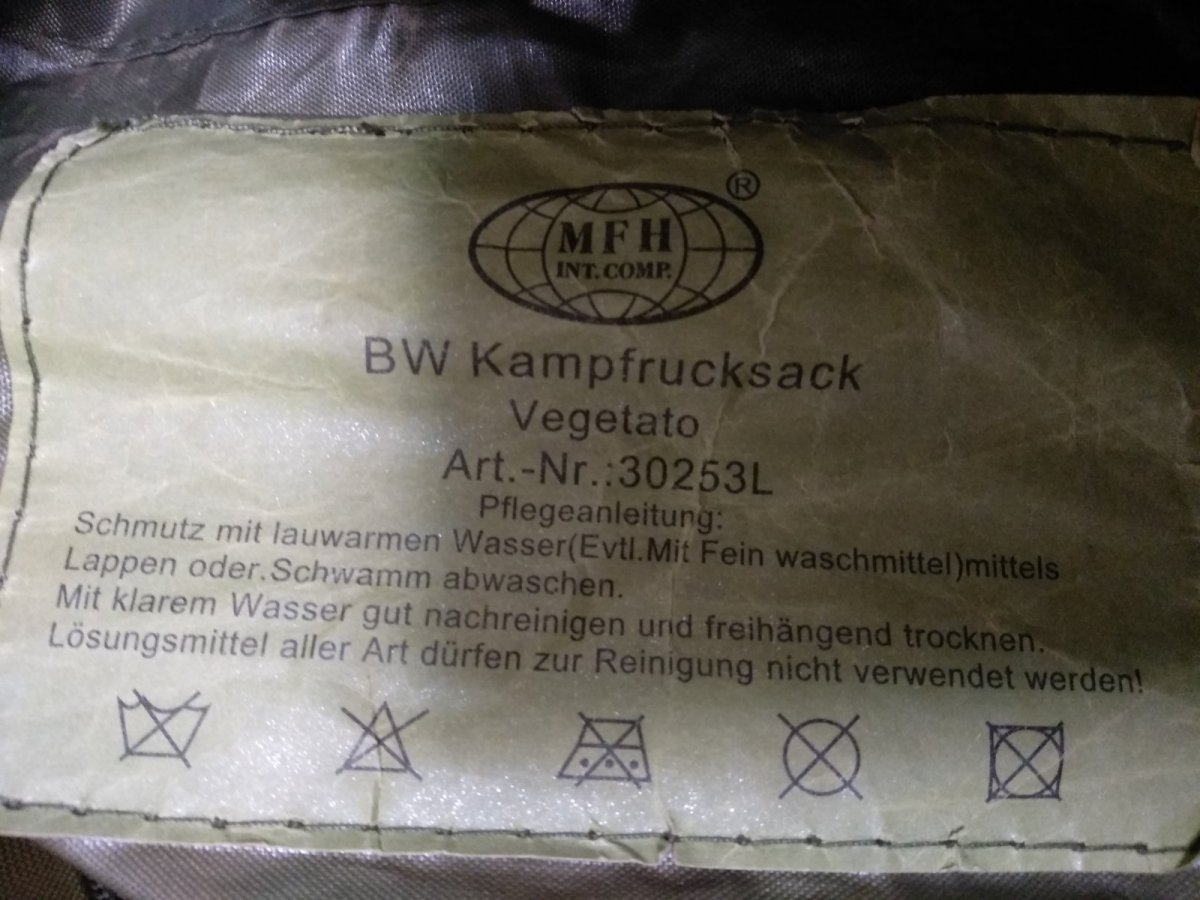 ®
MFH
INT. COMP.
BW Kampfrucksack
Vegetato
Art.-Nr.:30253L
Pflegeanleitung:
Schmutz mit lauwarmen Wasser(Evtl.Mit Fein waschmittel)mittels
Lappen oder.Schwamm abwaschen.
Mit klarem Wasser gut nachreinigen und freihängend trocknen.
Lösungsmittel aller Art dürfen zur Reinigung nicht verwendet werden!